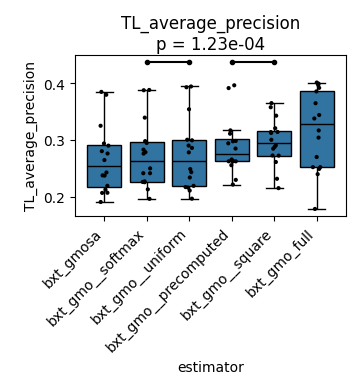 TL_average_precision
p = 1.23e-04
TL_average_precision
0.4
0.3
0.2
bxt_gmosa
bxt_gmo__softmax
bxt_gmo__uniform
bxt_gmo__precomputed
bxt_gmo__square
bxt_gmo_full
estimator